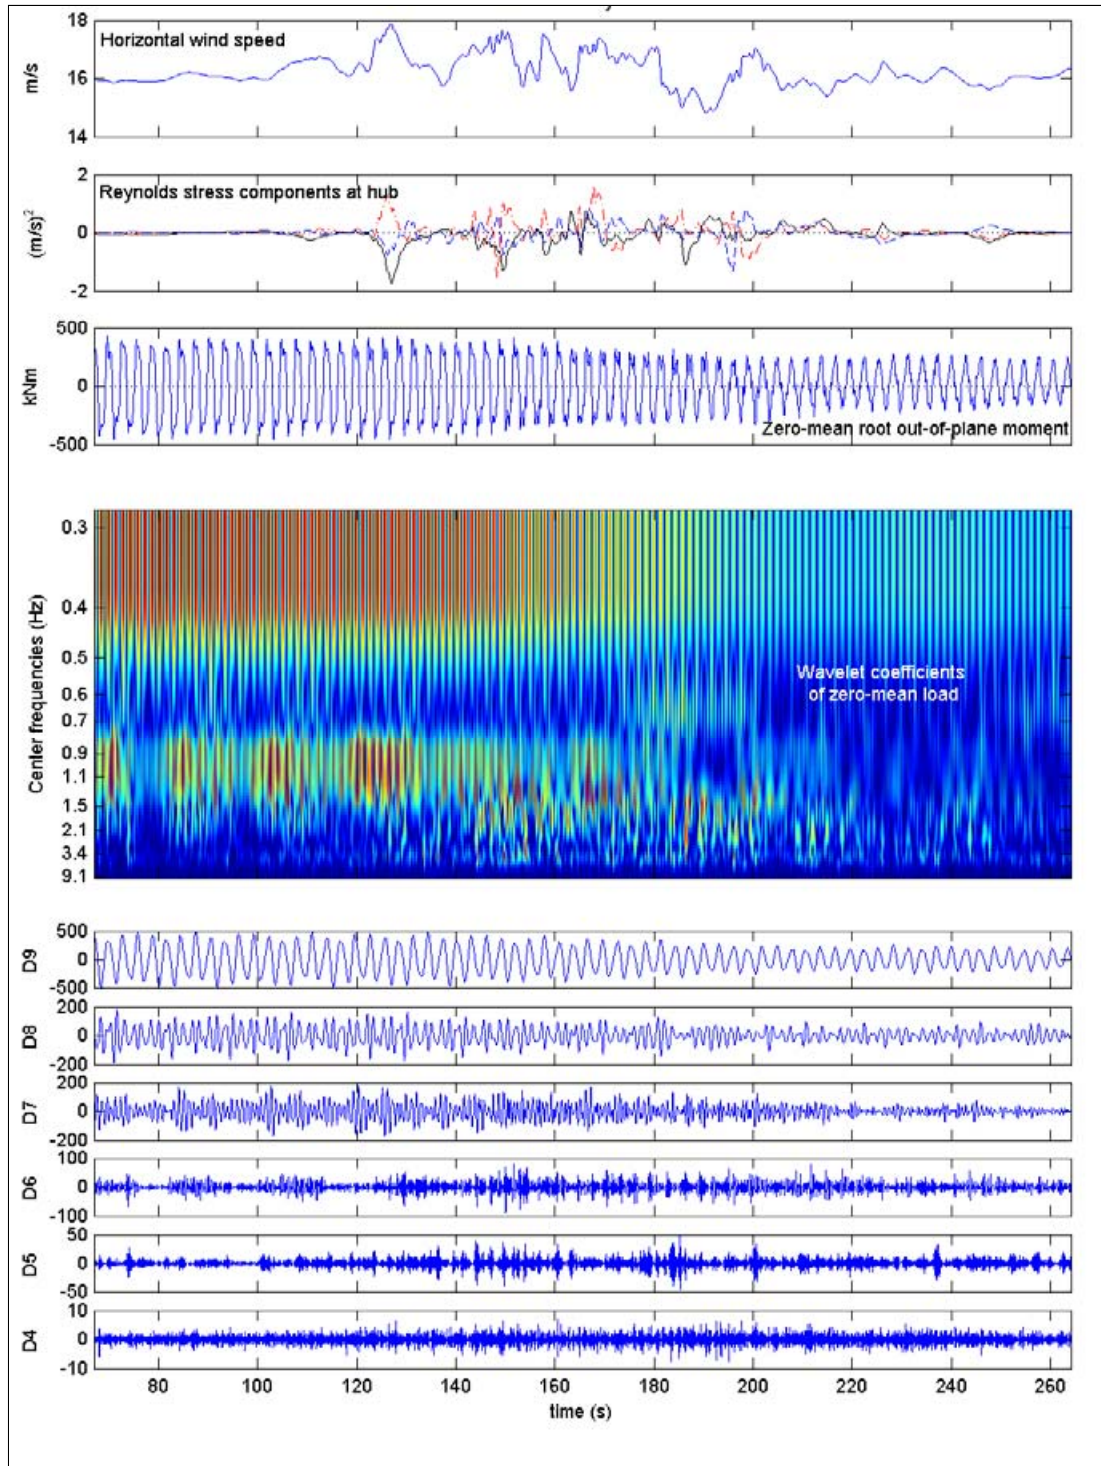 18
Horizontal wind speed
m/s
16
14
2
Reynolds stress components at hub
(m/s)²
0
-2
500
kNm
0
-500
Zero-mean root out-of-plane moment
0.3
0.4
Center frequencies (Hz)
0.5
Wavelet coefficients
0.6
of zero-mean load
0.7
0.9
1.1
1.5
2.1
3.4
9.1
500
D9
0
-500
200
D8
0
-200
200
D7
0
-200
100
D6
0
-100
50
D5
0
-50
10
D4
0
-10
80 100 120 140 160 180 200 220 240 260
time (s)